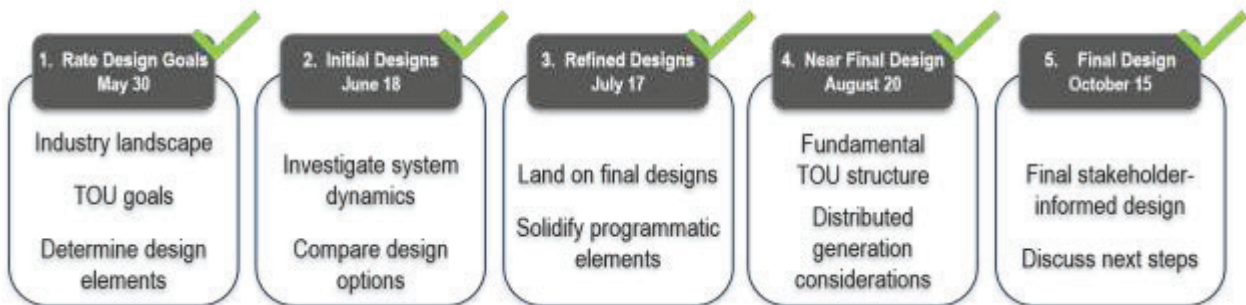 1. Rate Design Goals
May 30
Industry landscape
TOU goals
Determine design
elements
2. Initial Designs
June 18
Investigate system
dynamics
Compare design
options
3. Refined Designs
July 17
Land on final designs
Solidify programmatic
elements
4. Near Final Design
August 20
Fundamental
TOU structure
Distributed
generation
considerations
5. Final Design
October 15
Final stakeholder-
informed design
Discuss next steps